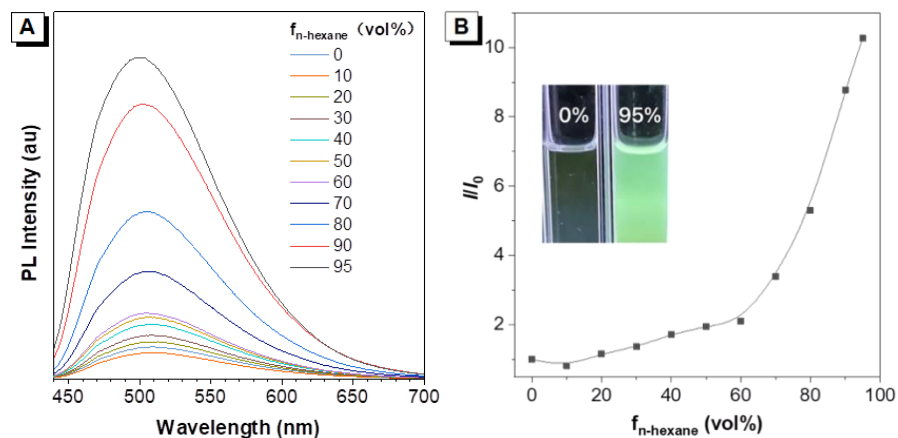 A
f n-hexane (vol%)
0
10
20
30
40
50
60
70
80
90
95
PL Intensity (au)
450 500 550 600 650 700
Wavelength (nm)
B
10
8
6
4
2
I/I0
0% 95%
0 20 40 60 80 100
f n-hexane (vol%)